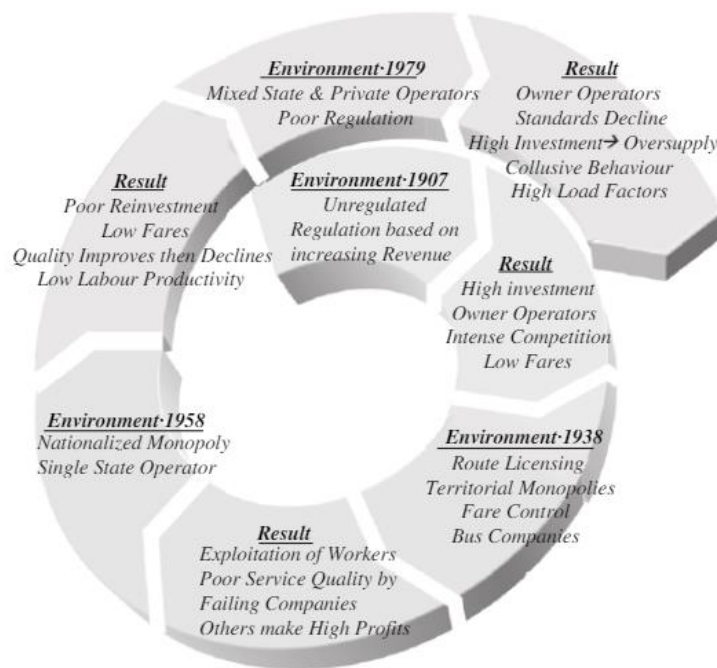 Environment·1907
Unregulated
Regulation based on
increasing Revenue
Result
High investment
Owner Operators
Intense Competition
Low Fares
Environment·1938
Route Licensing
Territorial Monopolies
Fare Control
Bus Companies
Result
Exploitation of Workers
Poor Service Quality by
Failing Companies
Others make High Profits
Environment·1958
Nationalized Monopoly
Single State Operator
Result
Poor Reinvestment
Low Fares
Quality Improves then Declines
Low Labour Productivity
Environment·1979
Mixed State & Private Operators
Poor Regulation
Result
Owner Operators
Standards Decline
High Investment→ Oversupply
Collusive Behaviour
High Load Factors